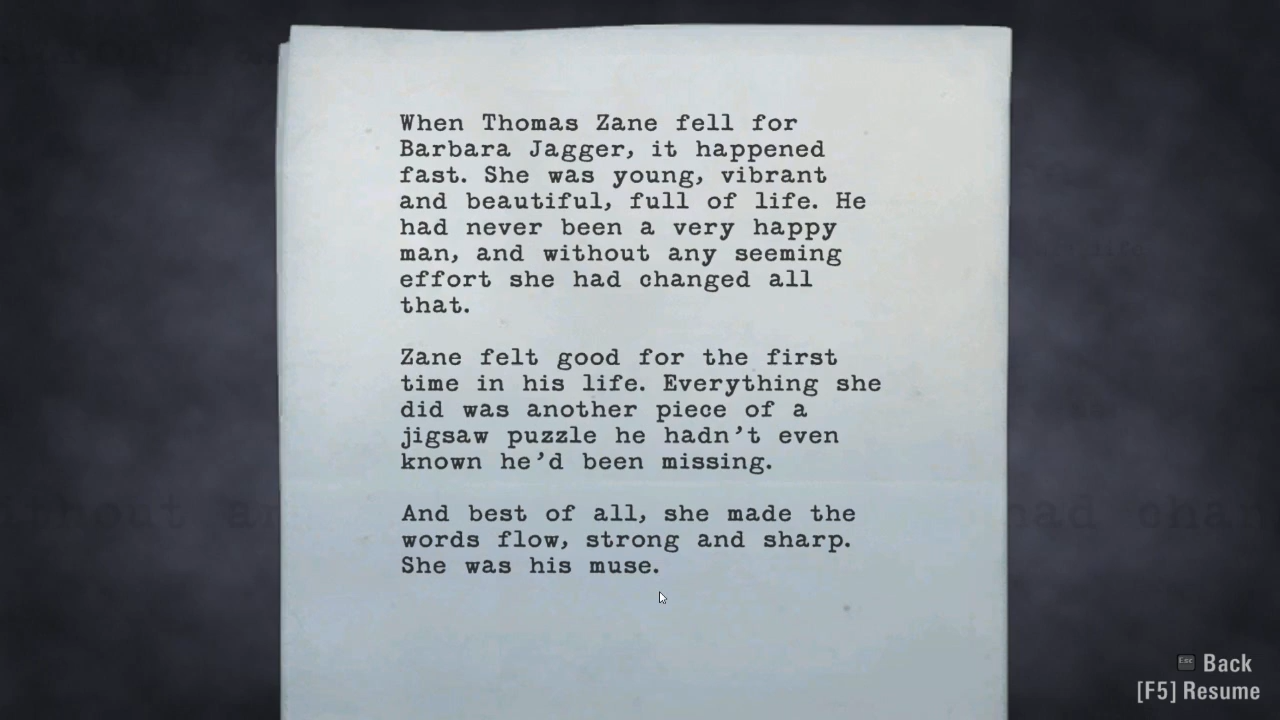 When Thomas Zane fell for
Barbara Jagger, it happened
fast. She was young, vibrant
and beautiful, full of life. He
had never been a very happy
man, and without any seeming
effort she had changed all
that.
Zane felt good for the first
time in his life. Everything she
did was another piece of a
jigsaw puzzle he hadn't even
known he'd been missing.
And best of all, she made the
words flow, strong and sharp.
She was his muse.
Esc Back
[F5] Resume